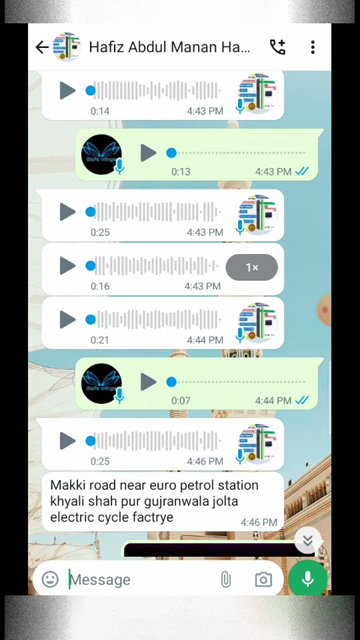 Hafiz Abdul Manan Ha...
0:14 4:43 PM
0:13 4:43 PM
0:25 4:43 PM
0:16 4:43 PM
1×
0:21 4:44 PM
0:07 4:44 PM
0:25 4:46 PM
Makki road near euro petrol station
khyali shah pur gujranwala jolta
electric cycle factrye
4:46 PM
Message